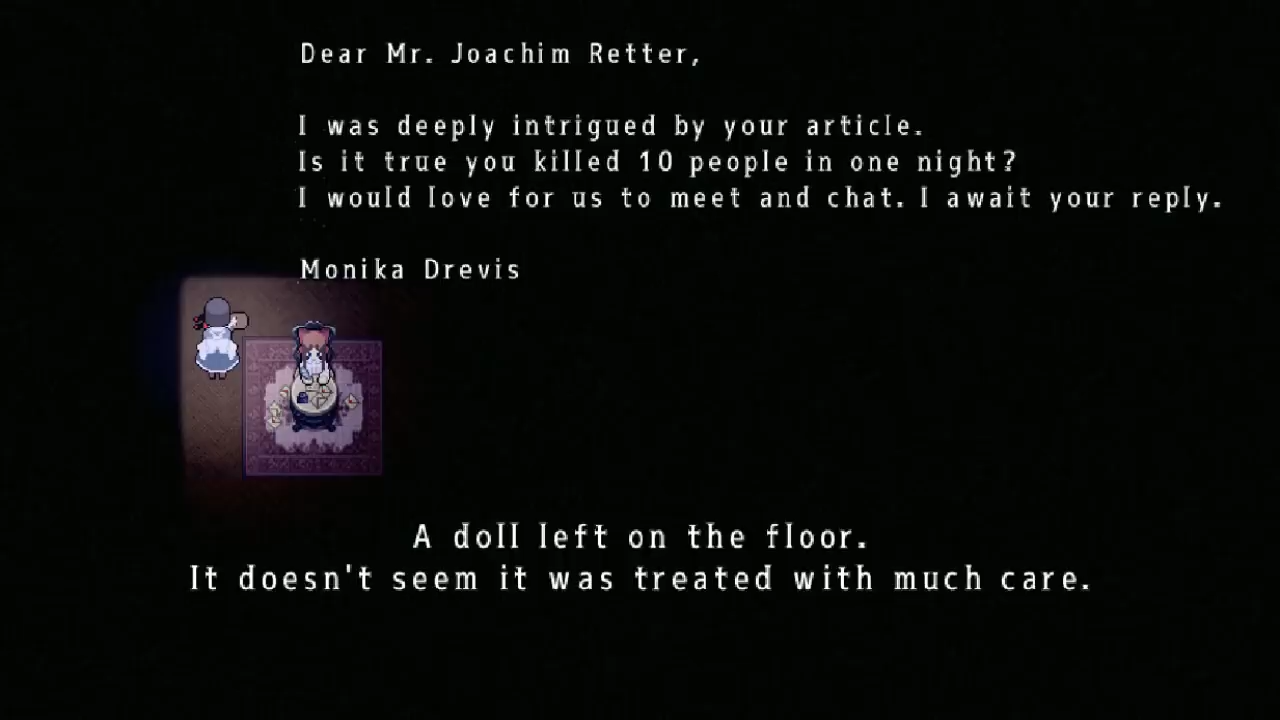 Dear Mr. Joachim Retter,
I was deeply intrigued by your article.
Is it true you killed 10 people in one night?
I would love for us to meet and chat. I await your reply.
Monika Drevis
A doll left on the floor.
It doesn't seem it was treated with much care.